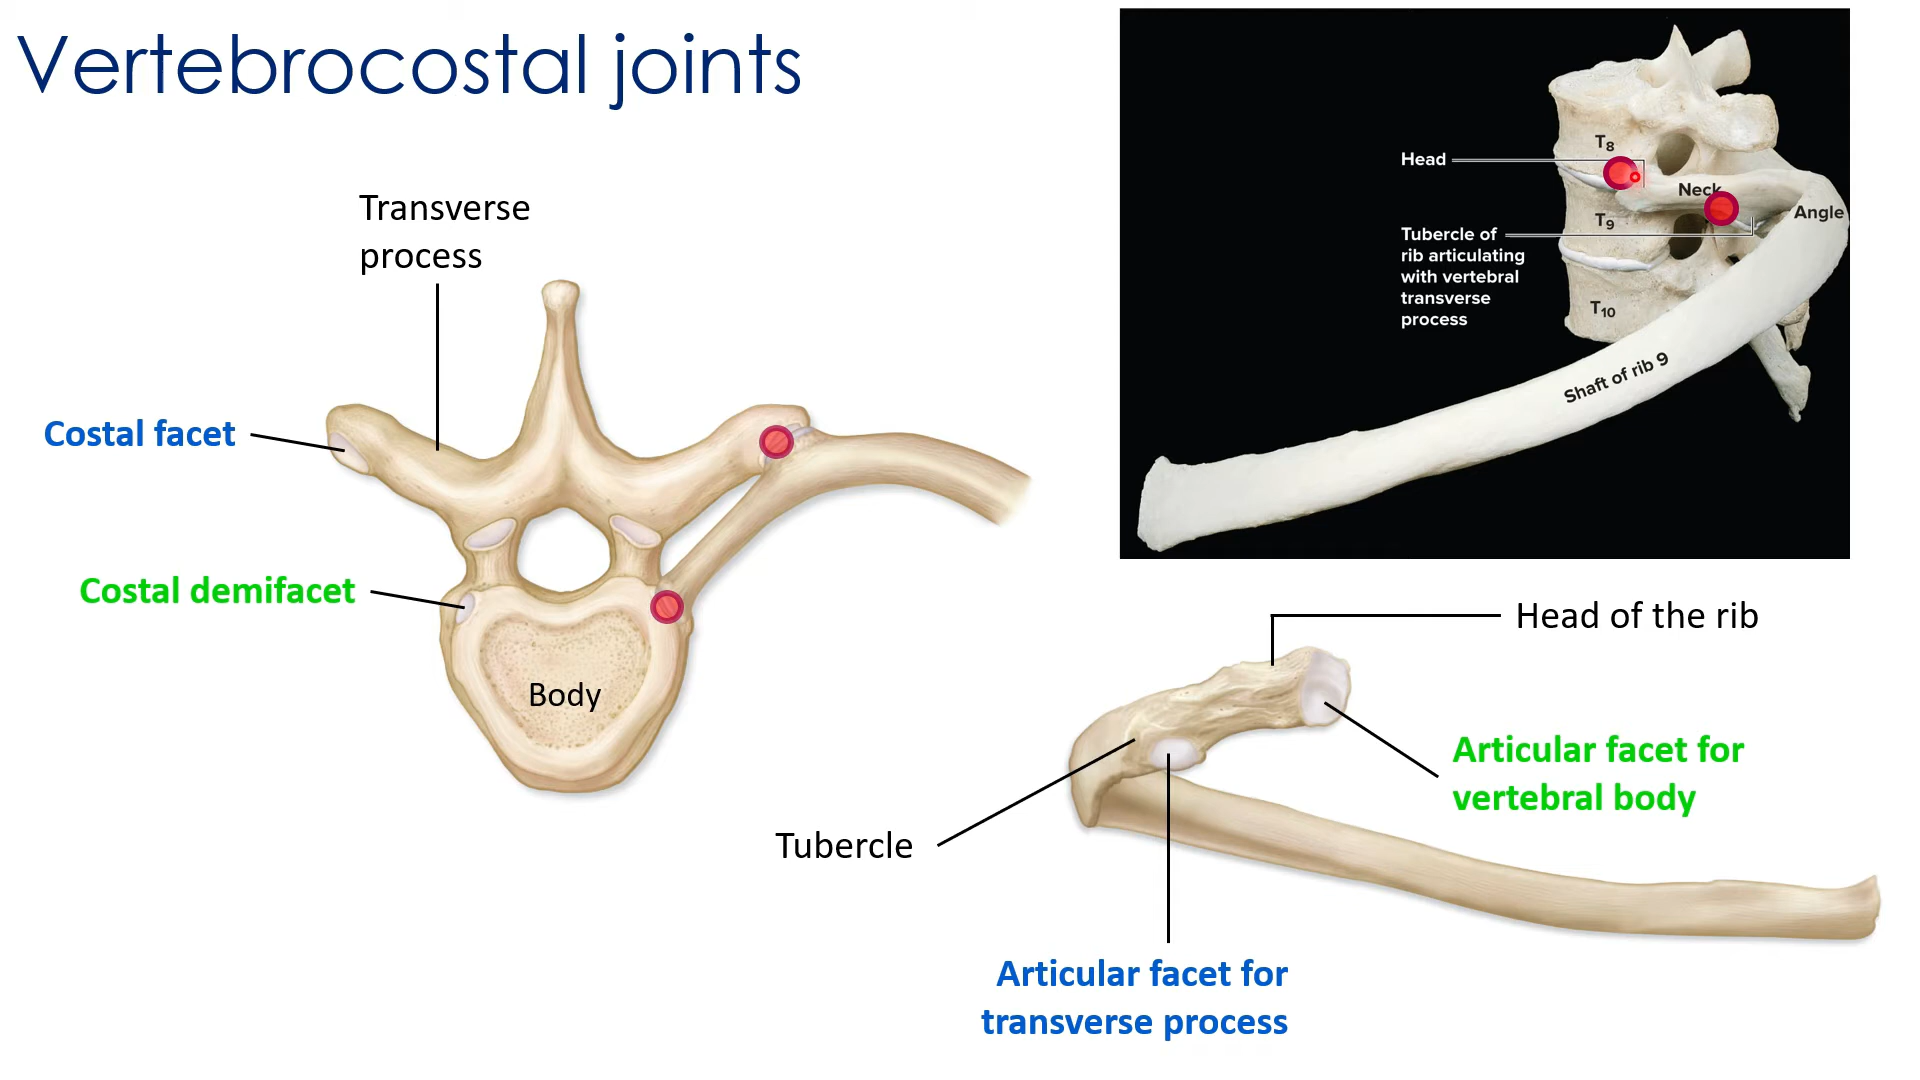 Vertebrocostal joints
Transverse
process
Costal facet
Costal demifacet
Body
Head
T8
Neck
Angle
T9
Tubercle of
rib articulating
with vertebral
transverse
process
T10
Shaft of rib 9
Head of the rib
Articular facet for
vertebral body
Tubercle
Articular facet for
transverse process